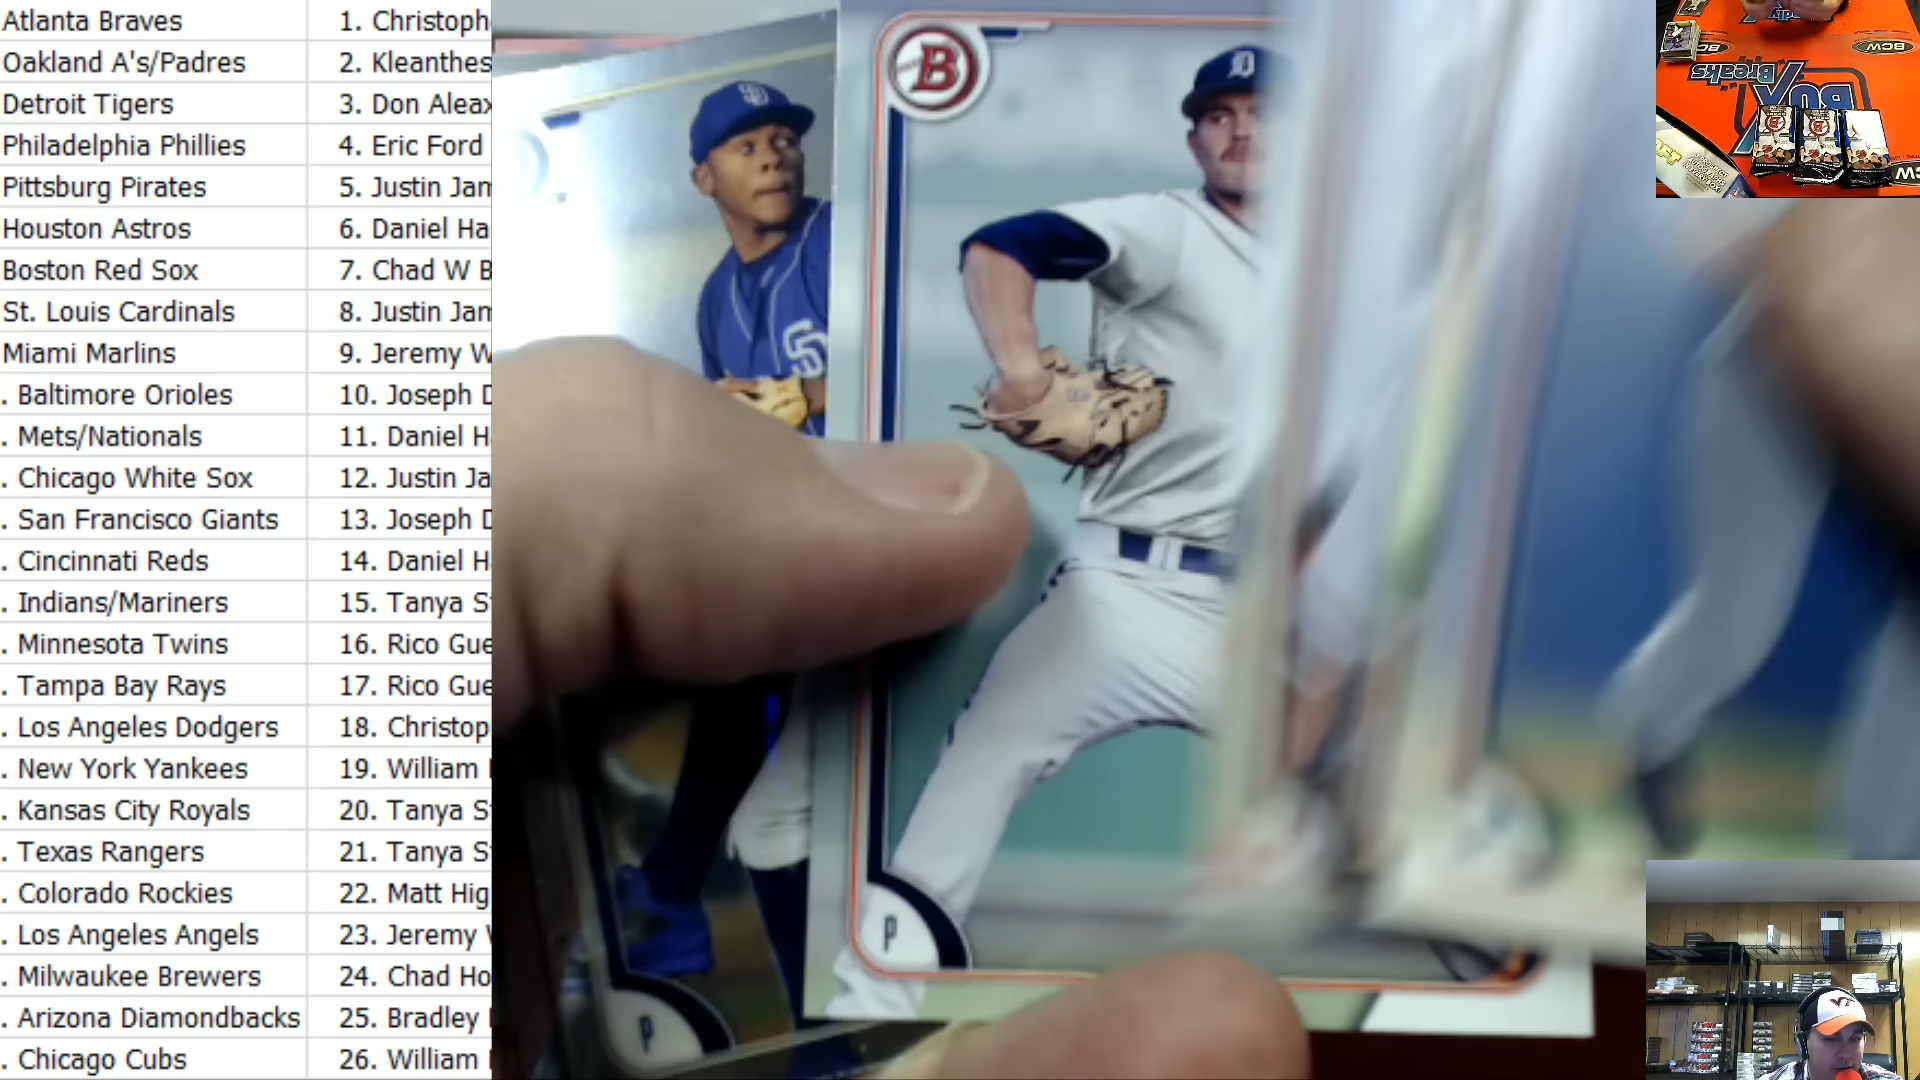 Atlanta Braves 1. Christoph
Oakland A's/Padres 2. Kleanthes
Detroit Tigers 3. Don Aleax
Philadelphia Phillies 4. Eric Ford
Pittsburg Pirates 5. Justin Jam
Houston Astros 6. Daniel Ha
Boston Red Sox 7. Chad W B
St. Louis Cardinals 8. Justin Jam
Miami Marlins 9. Jeremy W
. Baltimore Orioles 10. Joseph D
. Mets/Nationals 11. Daniel H
. Chicago White Sox 12. Justin Ja
. San Francisco Giants 13. Joseph D
. Cincinnati Reds 14. Daniel H
. Indians/Mariners 15. Tanya S
. Minnesota Twins 16. Rico Gue
. Tampa Bay Rays 17. Rico Gue
. Los Angeles Dodgers 18. Christop
. New York Yankees 19. William
. Kansas City Royals 20. Tanya S
. Texas Rangers 21. Tanya S
. Colorado Rockies 22. Matt Hig
. Los Angeles Angels 23. Jeremy
. Milwaukee Brewers 24. Chad Ho
. Arizona Diamondbacks 25. Bradley
. Chicago Cubs 26. William
B
D
SD
S
P
P
BCW
BCW
Breaks
BOX
VT